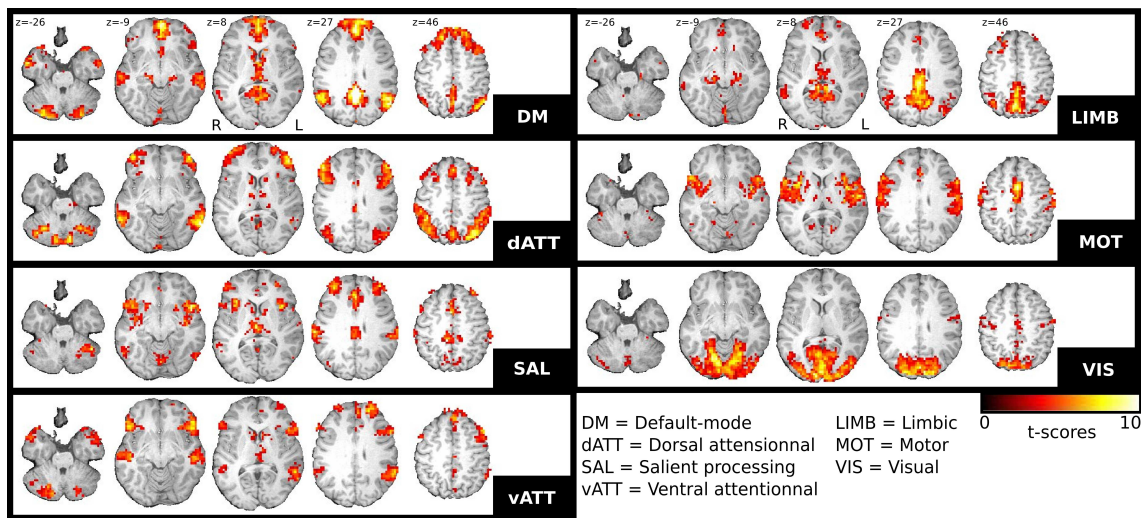 z=-26 z=-9 z=8 z=27 z=46
R L
DM
dATT
SAL
vATT
z=-26 z=-9 z=8 z=27 z=46
R L
LIMB
MOT
VIS
0 10
t-scores
DM = Default-mode
dATT = Dorsal attensionnal
SAL = Salient processing
vATT = Ventral attentionnal
LIMB = Limbic
MOT = Motor
VIS = Visual